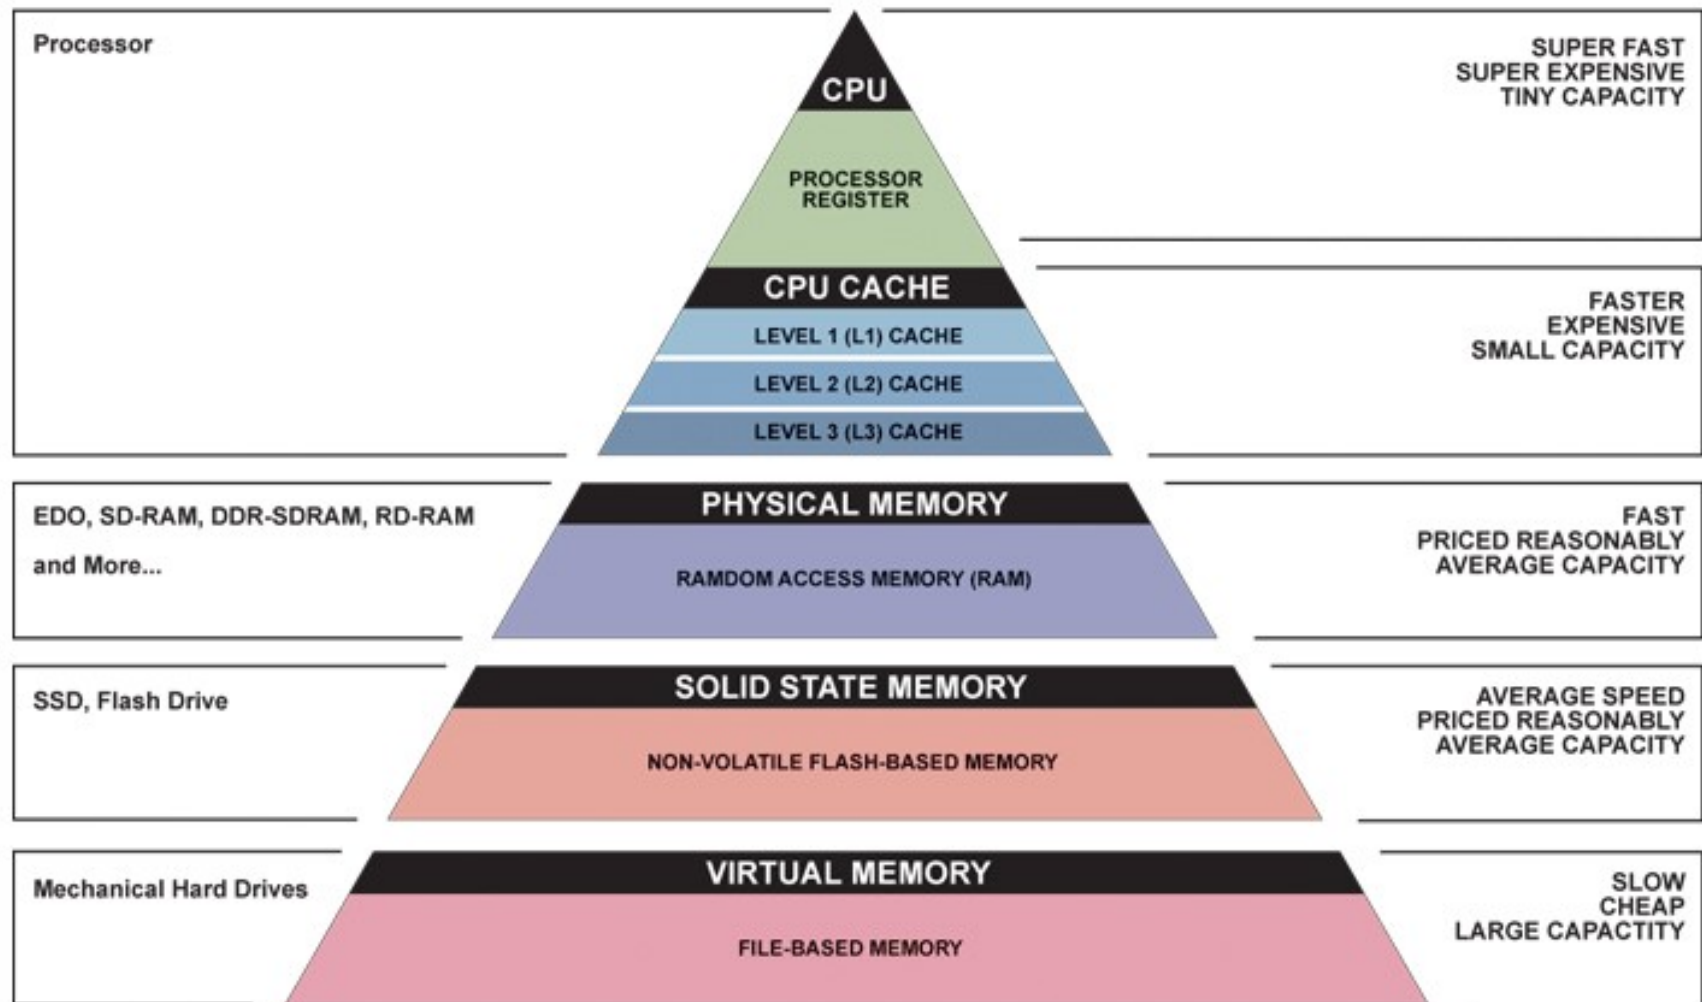 Processor
CPU
SUPER FAST
SUPER EXPENSIVE
TINY CAPACITY
PROCESSOR
REGISTER
CPU CACHE
LEVEL 1 (L1) CACHE
LEVEL 2 (L2) CACHE
LEVEL 3 (L3) CACHE
FASTER
EXPENSIVE
SMALL CAPACITY
EDO, SD-RAM, DDR-SDRAM, RD-RAM
and More...
PHYSICAL MEMORY
RAMDOM ACCESS MEMORY (RAM)
FAST
PRICED REASONABLY
AVERAGE CAPACITY
SSD, Flash Drive
SOLID STATE MEMORY
NON-VOLATILE FLASH-BASED MEMORY
AVERAGE SPEED
PRICED REASONABLY
AVERAGE CAPACITY
Mechanical Hard Drives
VIRTUAL MEMORY
FILE-BASED MEMORY
SLOW
CHEAP
LARGE CAPACTITY